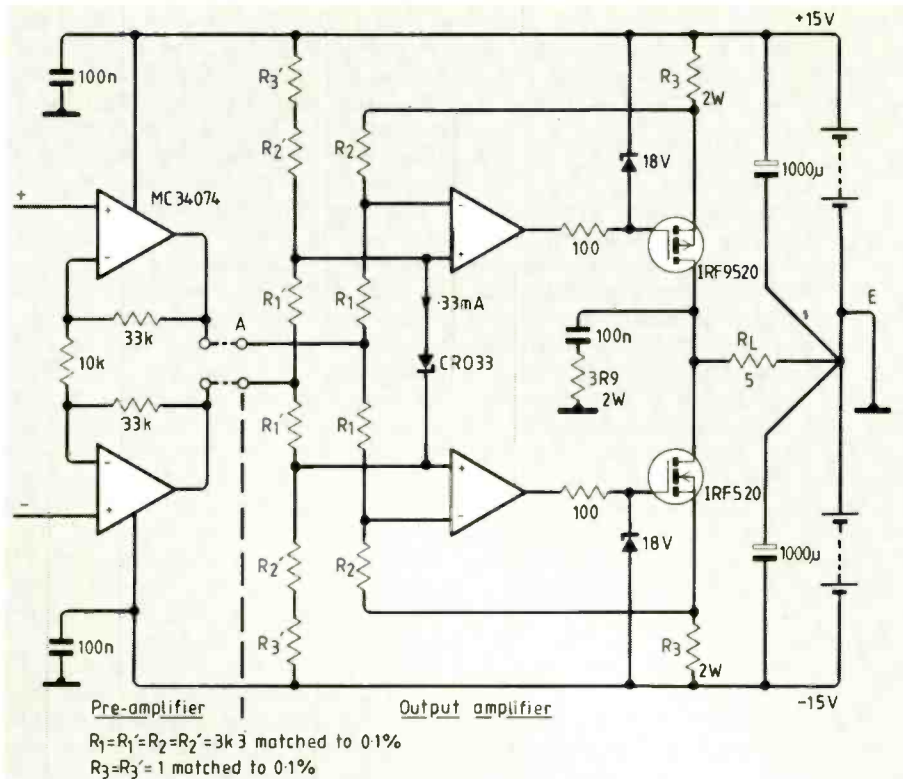 +15V
100n
R3'
R3
2W
R2'
R2
18V
1000µ
+
MC34074
+
-
-
+
100
IRF9520
R1'
R1
·33mA
E
33k
A
100n
RL
10k
CR033
3R9
2W
5
33k
R1'
R1
-
+
+
-
100
IRF520
-
18V
1000µ
R2'
R2
100n
R3'
R3
2W
-15V
Pre-amplifier
Output amplifier
R1=R1'=R2=R2'=3k3 matched to 0·1%
R3=R3'=1 matched to 0·1%